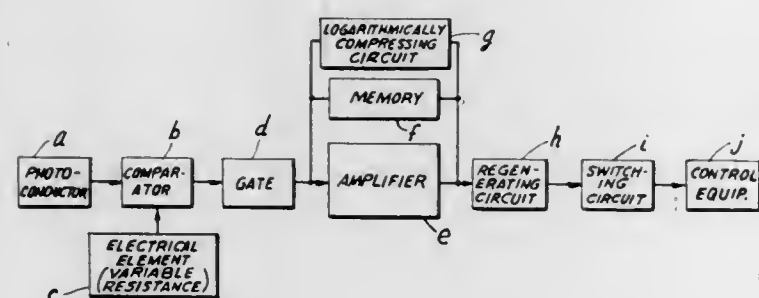 LOGARITHMICALLY
COMPRESSING
CIRCUIT
g
MEMORY
f
a
PHOTO-
CONDUCTOR
b
COMPAR-
ATOR
d
GATE
AMPLIFIER
e
h
REGEN-
ERATING
CIRCUIT
i
SWITCH-
ING
CIRCUIT
j
CONTROL
EQUIP.
ELECTRICAL
ELEMENT
(VARIABLE
RESISTANCE)
c